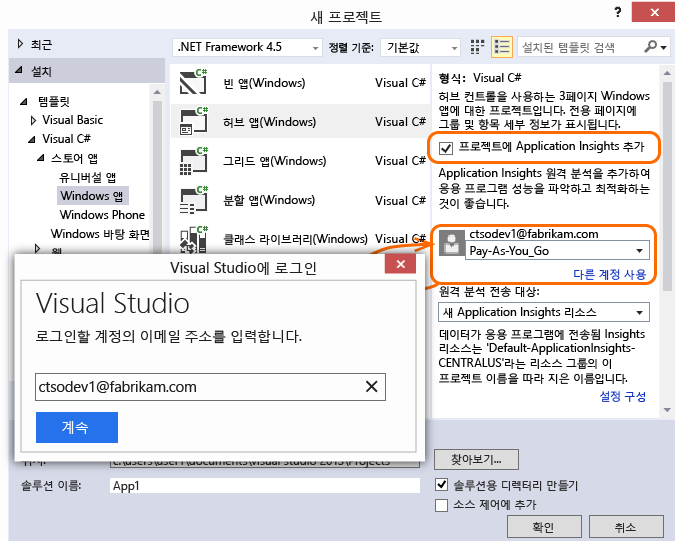 새 프로젝트
?
최근
설치
템플릿
Visual Basic
Visual C#
스토어 앱
유니버설 앱
Windows 앱
Windows Phone
Windows 바탕 화면
웹
.NET Framework 4.5
정렬 기준:
기본값
설치된 템플릿 검색
빈 앱(Windows) Visual C#
허브 앱(Windows) Visual C#
그리드 앱(Windows) Visual C#
분할 앱(Windows) Visual C#
클래스 라이브러리(Windows) Visual C#
형식: Visual C#
허브 컨트롤을 사용하는 3페이지 Windows
앱에 대한 프로젝트입니다. 전용 페이지에
그룹 및 항목 세부 정보가 표시됩니다.
프로젝트에 Application Insights 추가
Application Insights 원격 분석을 추가하여
응용 프로그램 성능을 파악하고 최적화하는
것이 좋습니다.
ctsodev1@fabrikam.com
Pay-As-You_Go
다른 계정 사용
원격 분석 전송 대상:
새 Application Insights 리소스
데이터가 응용 프로그램에 전송됨 Insights
리소스는 'Default-ApplicationInsights-
CENTRALUS'라는 리소스 그룹의 이
프로젝트 이름을 따라 지은 이름입니다.
설정 구성
Visual Studio에 로그인
Visual Studio
로그인할 계정의 이메일 주소를 입력합니다.
ctsodev1@fabrikam.com
계속
c:\users\user1\documents\visual studio 2013\Projects
찾아보기...
솔루션 이름: App1
솔루션용 디렉터리 만들기
소스 제어에 추가
확인
취소